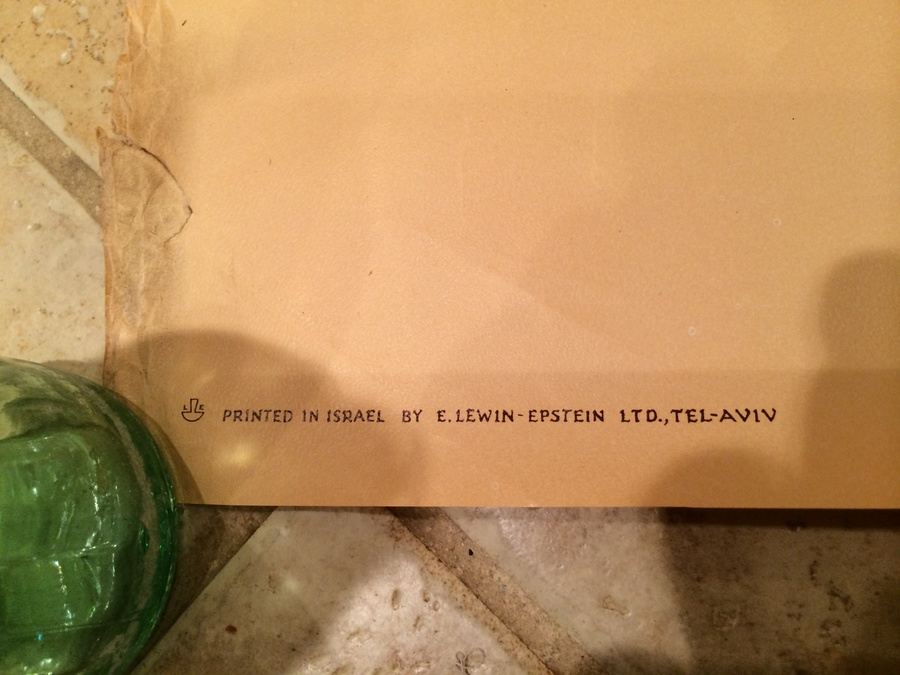 L E PRINTED IN ISRAEL BY E. LEWIN-EPSTEIN LTD., TEL-AVIV